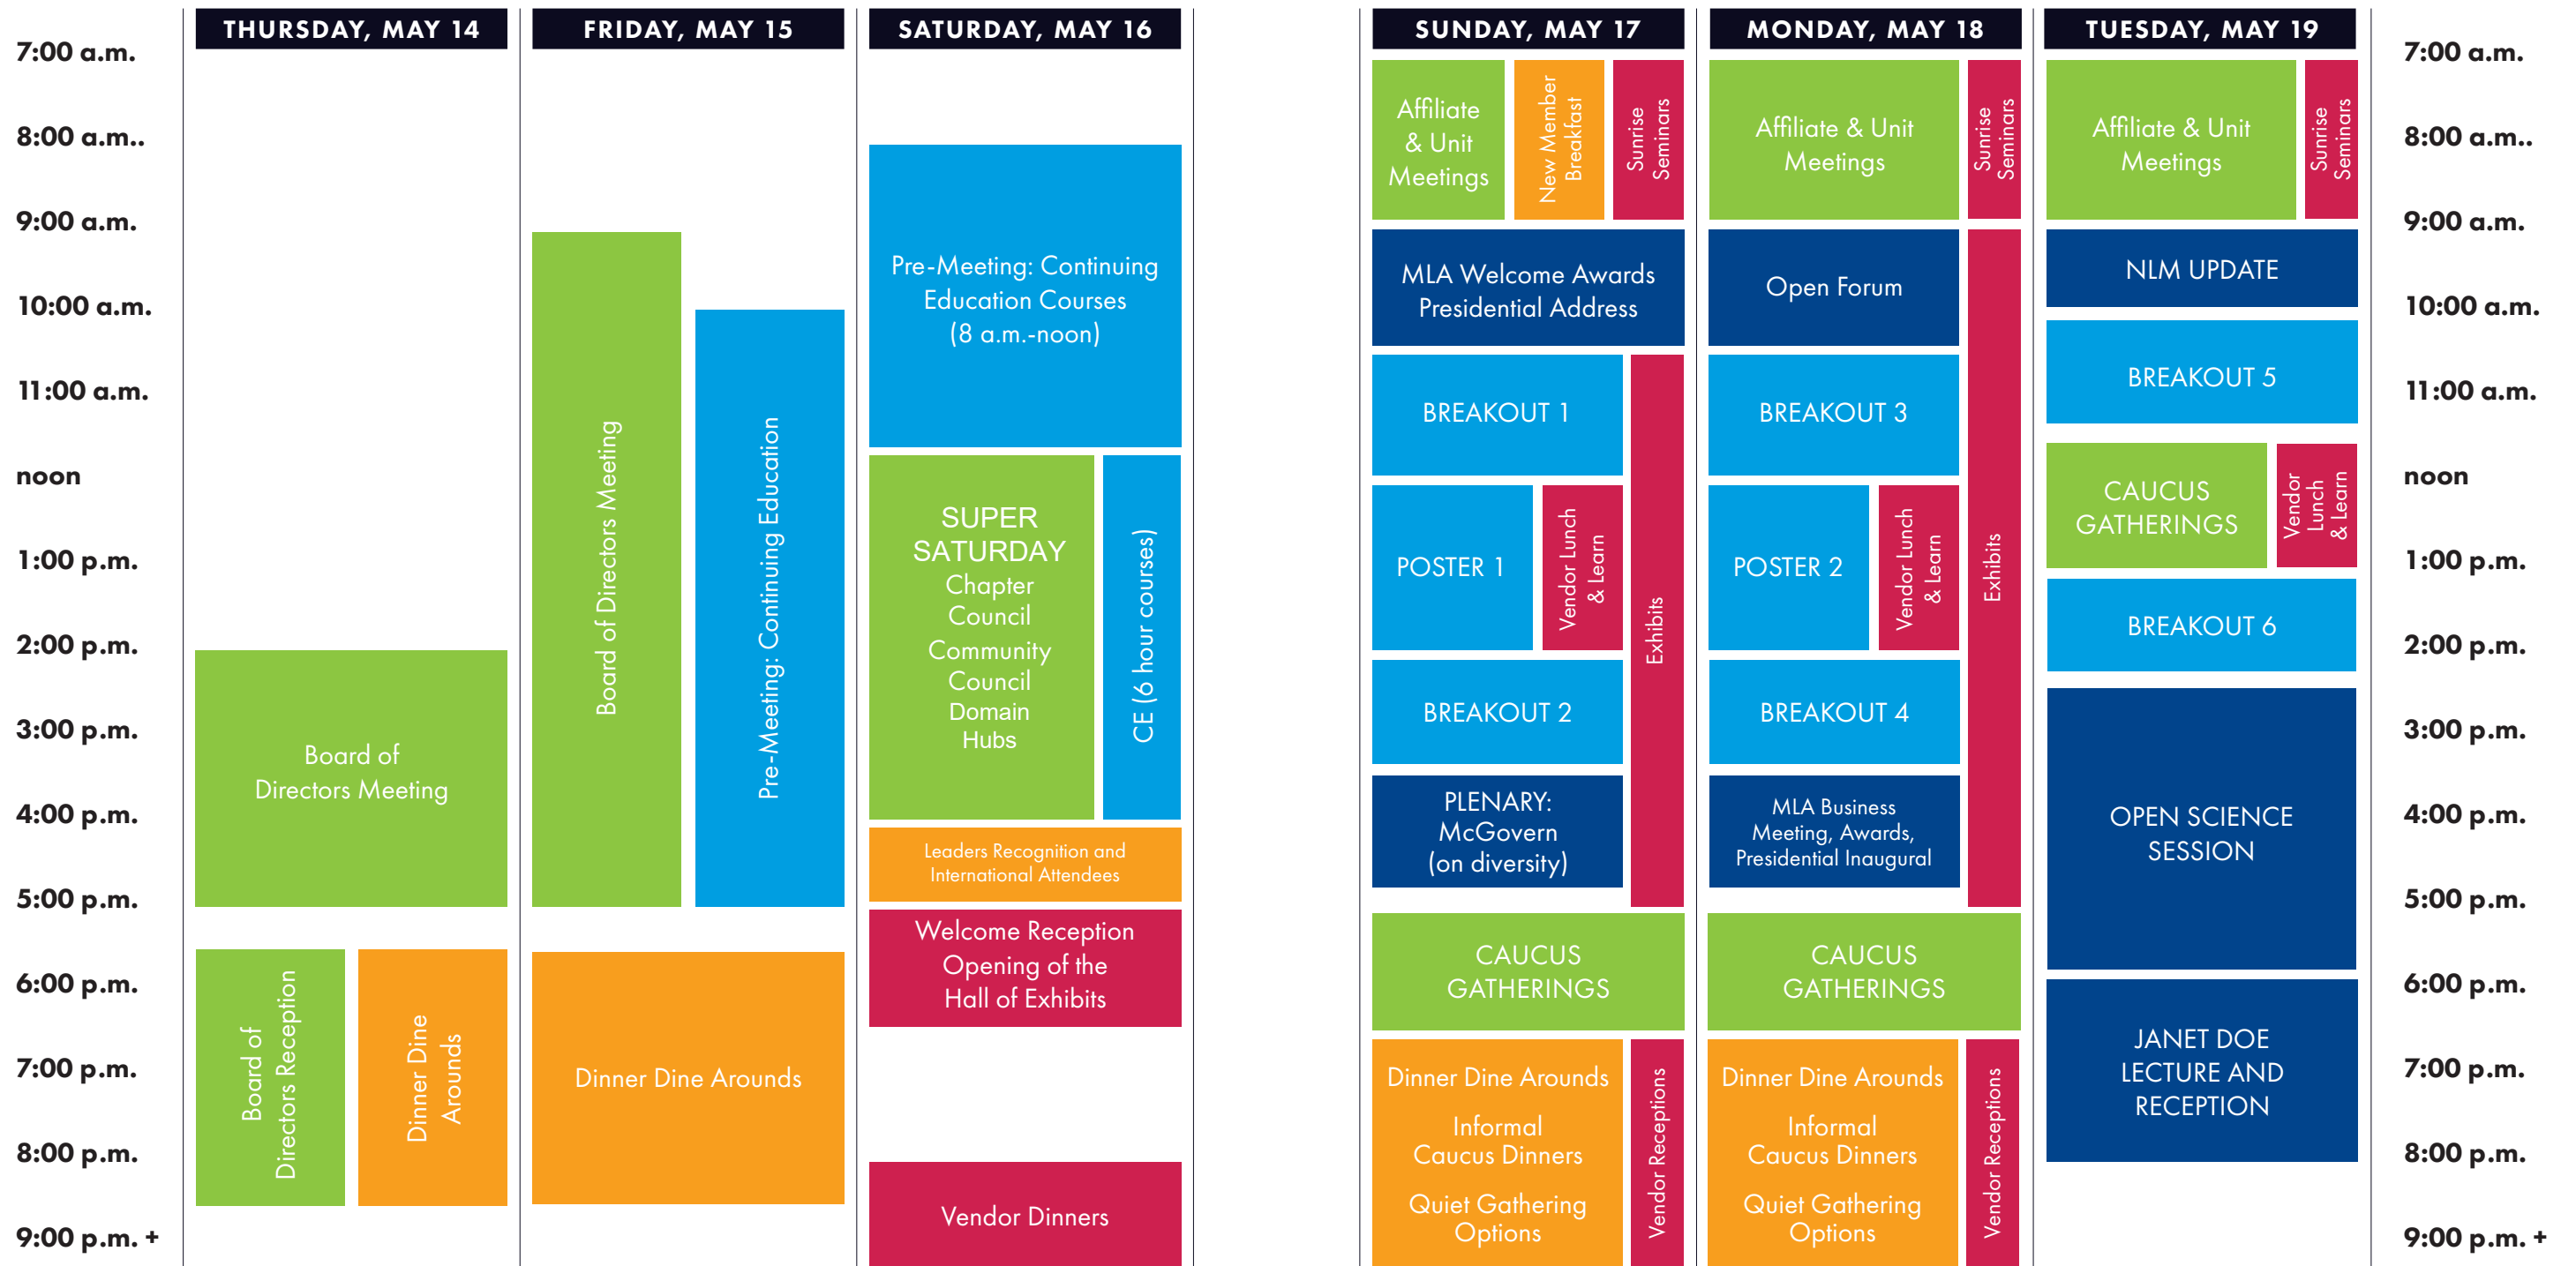 7:00 a.m.
8:00 a.m..
9:00 a.m.
10:00 a.m.
11:00 a.m.
noon
1:00 p.m.
2:00 p.m.
3:00 p.m.
4:00 p.m.
5:00 p.m.
6:00 p.m.
7:00 p.m.
8:00 p.m.
9:00 p.m. +
THURSDAY, MAY 14
Board of
Directors Meeting
Board of
Directors Reception
Dinner Dine
Arounds
FRIDAY, MAY 15
Board of Directors Meeting
Pre-Meeting: Continuing Education
Dinner Dine Arounds
SATURDAY, MAY 16
Pre-Meeting: Continuing
Education Courses
(8 a.m.-noon)
SUPER
SATURDAY
Chapter
Council
Community
Council
Domain
Hubs
CE (6 hour courses)
Leaders Recognition and
International Attendees
Welcome Reception
Opening of the
Hall of Exhibits
Vendor Dinners
SUNDAY, MAY 17
Affiliate
& Unit
Meetings
New Member
Breakfast
Sunrise
Seminars
MLA Welcome Awards
Presidential Address
BREAKOUT 1
Exhibits
POSTER 1
Vendor Lunch
& Learn
BREAKOUT 2
PLENARY:
McGovern
(on diversity)
CAUCUS
GATHERINGS
Dinner Dine Arounds
Informal
Caucus Dinners
Quiet Gathering
Options
Vendor Receptions
MONDAY, MAY 18
Affiliate & Unit
Meetings
Sunrise
Seminars
Open Forum
Exhibits
BREAKOUT 3
POSTER 2
Vendor Lunch
& Learn
BREAKOUT 4
MLA Business
Meeting, Awards,
Presidential Inaugural
CAUCUS
GATHERINGS
Dinner Dine Arounds
Informal
Caucus Dinners
Quiet Gathering
Options
Vendor Receptions
TUESDAY, MAY 19
Affiliate & Unit
Meetings
Sunrise
Seminars
NLM UPDATE
BREAKOUT 5
CAUCUS
GATHERINGS
Vendor
Lunch
& Learn
BREAKOUT 6
OPEN SCIENCE
SESSION
JANET DOE
LECTURE AND
RECEPTION
7:00 a.m.
8:00 a.m..
9:00 a.m.
10:00 a.m.
11:00 a.m.
noon
1:00 p.m.
2:00 p.m.
3:00 p.m.
4:00 p.m.
5:00 p.m.
6:00 p.m.
7:00 p.m.
8:00 p.m.
9:00 p.m. +